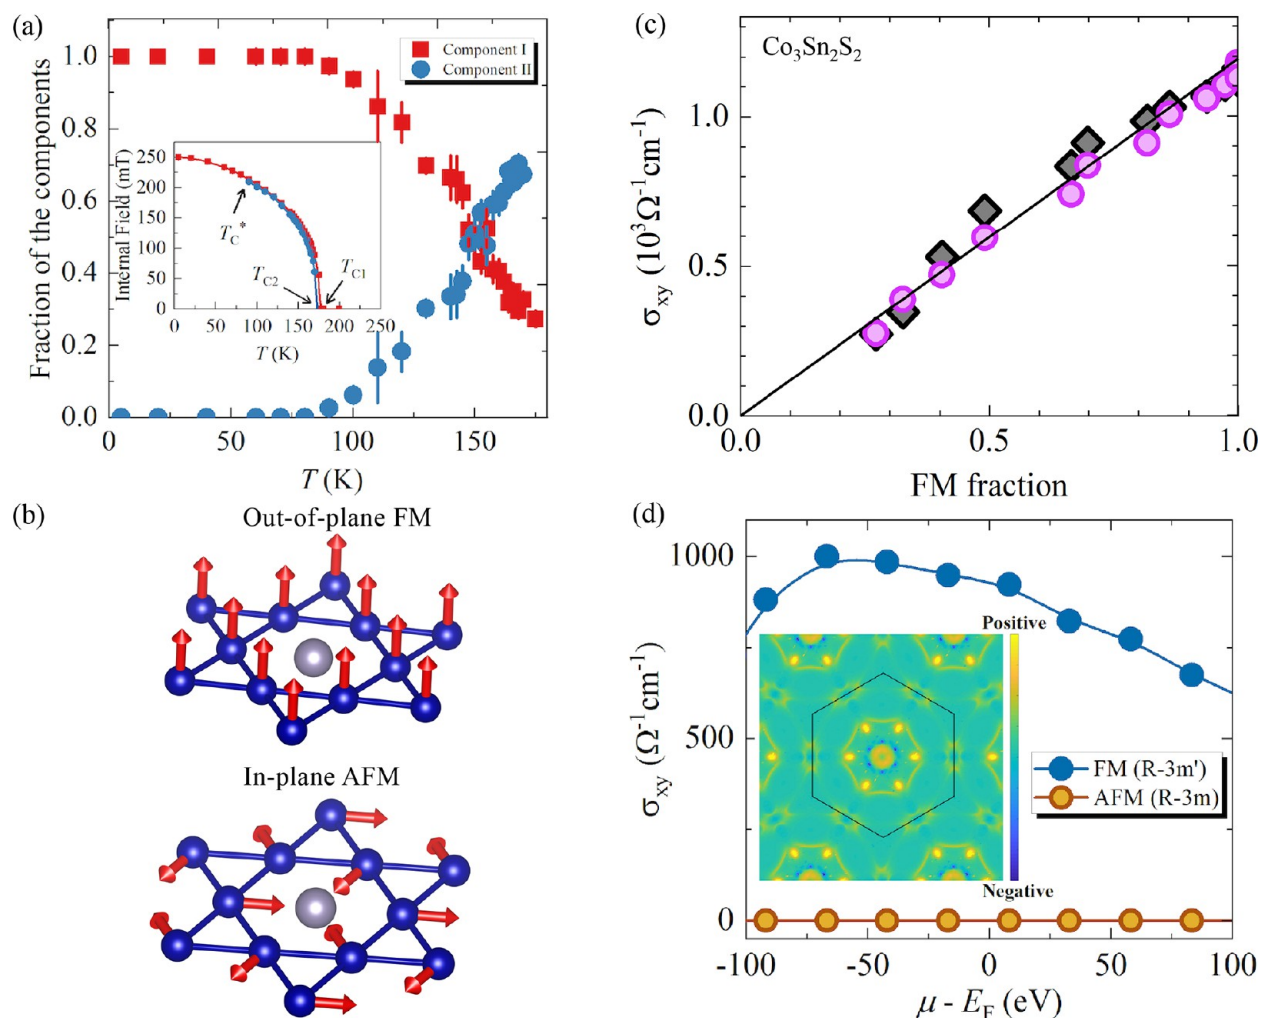 (a)
Component I
Component II
Fraction of the components
1.0
0.8
0.6
0.4
0.2
0.0
0
50
100
150
T (K)
Internal Field (mT)
250
200
150
100
50
0
0 50 100 150 200 250
T (K)
T_C^*
T_C2
T_C1
(b)
Out-of-plane FM
In-plane AFM
(c)
Co₃Sn₂S₂
σ_xy (10³Ω⁻¹cm⁻¹)
1.0
0.5
0.0
0.0 0.5 1.0
FM fraction
(d)
σ_xy (Ω⁻¹cm⁻¹)
1000
500
0
Positive
Negative
FM (R-3m')
AFM (R-3m)
-100 -50 0 50 100
μ - E_F (eV)